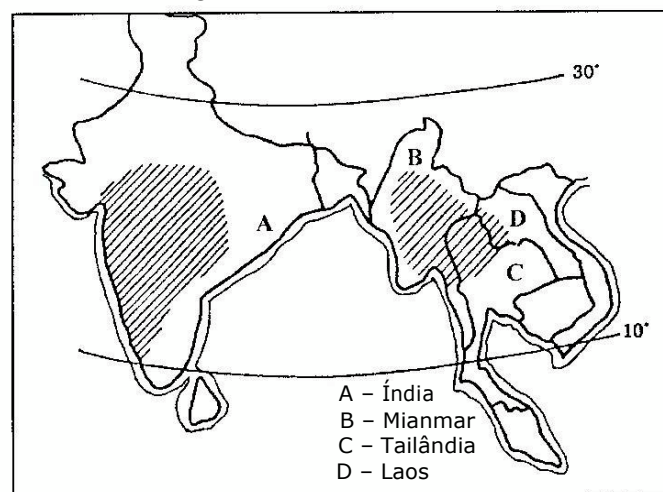 30°
B
A
D
C
10°
A – Índia
B – Mianmar
C – Tailândia
D – Laos